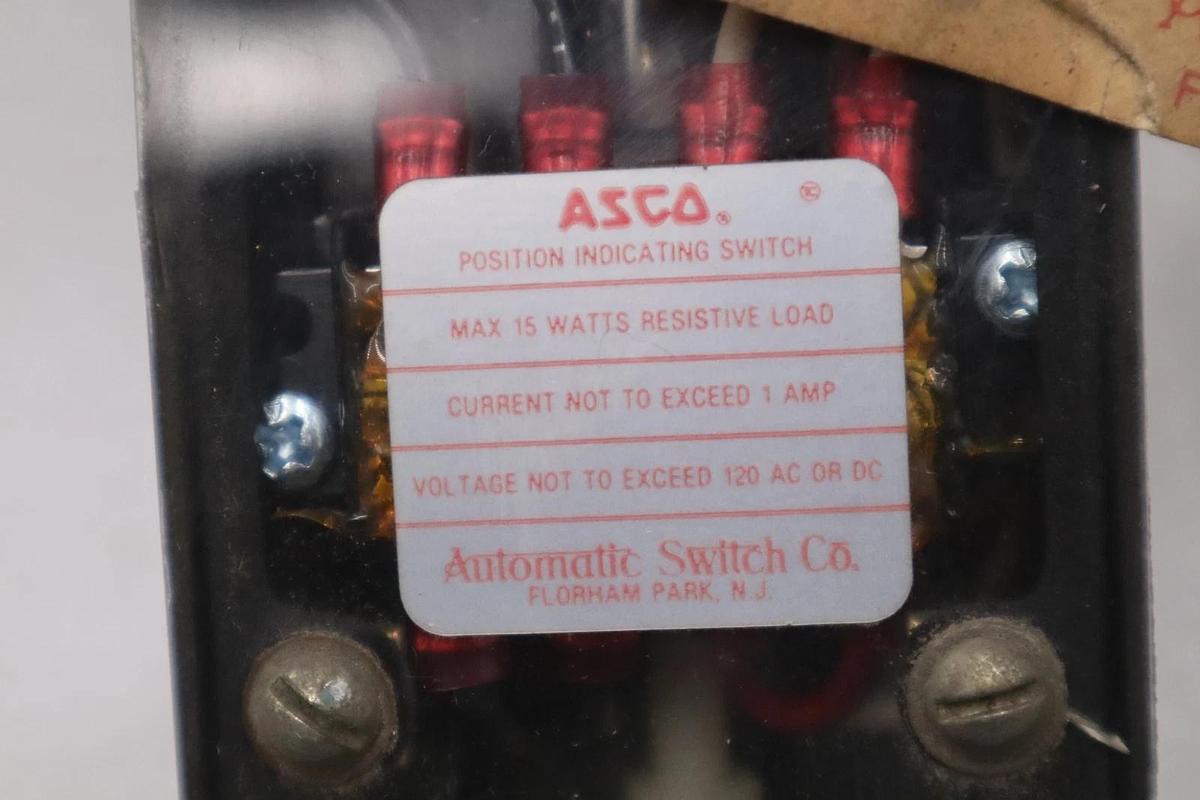 ASCO®
POSITION INDICATING SWITCH
MAX 15 WATTS RESISTIVE LOAD
CURRENT NOT TO EXCEED 1 AMP
VOLTAGE NOT TO EXCEED 120 AC OR DC
Automatic Switch Co.
FLORHAM PARK, N.J.